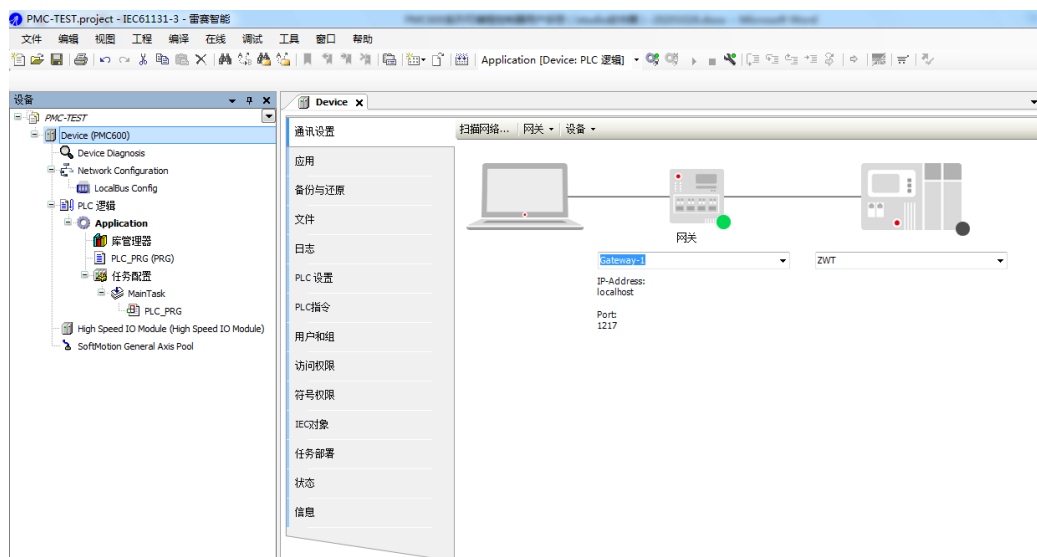 PMC-TEST.project - IEC61131-3 - 雷赛智能
文件 编辑 视图 工程 编译 在线 调试 工具 窗口 帮助
Application [Device: PLC 逻辑]
设备
Device
PMC-TEST
Device (PMC600)
Device Diagnosis
Network Configuration
LocalBus Config
PLC 逻辑
Application
库管理器
PLC_PRG (PRG)
任务配置
MainTask
PLC_PRG
High Speed IO Module (High Speed IO Module)
SoftMotion General Axis Pool
通讯设置
应用
备份与还原
文件
日志
PLC 设置
PLC指令
用户和组
访问权限
符号权限
IEC对象
任务部署
状态
信息
扫描网络... 网关 设备
网关
Gateway-1 ZWT
IP-Address:
localhost
Port:
1217